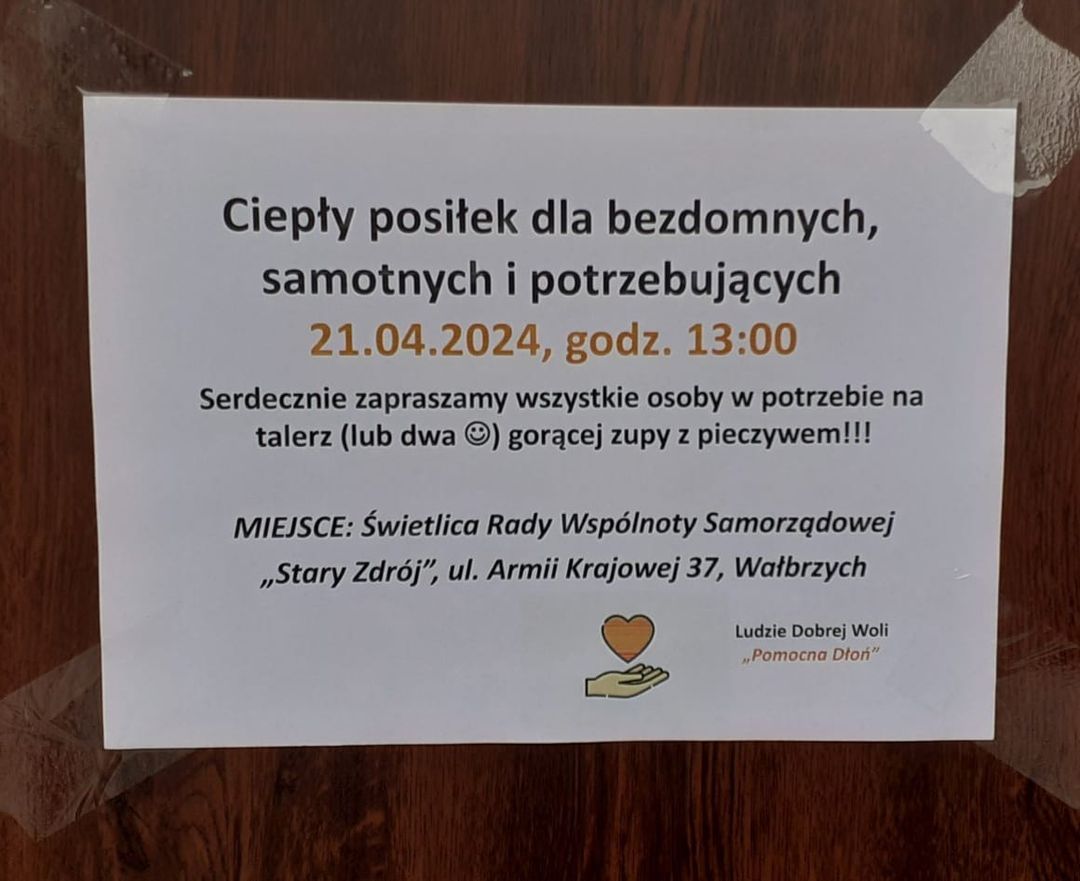 Ciepły posiłek dla bezdomnych,
samotnych i potrzebujących
21.04.2024, godz. 13:00
Serdecznie zapraszamy wszystkie osoby w potrzebie na
talerz (lub dwa ☺) gorącej zupy z pieczywem!!!
MIEJSCE: Świetlica Rady Wspólnoty Samorządowej
„Stary Zdrój”, ul. Armii Krajowej 37, Wałbrzych
Ludzie Dobrej Woli
„Pomocna Dłoń”